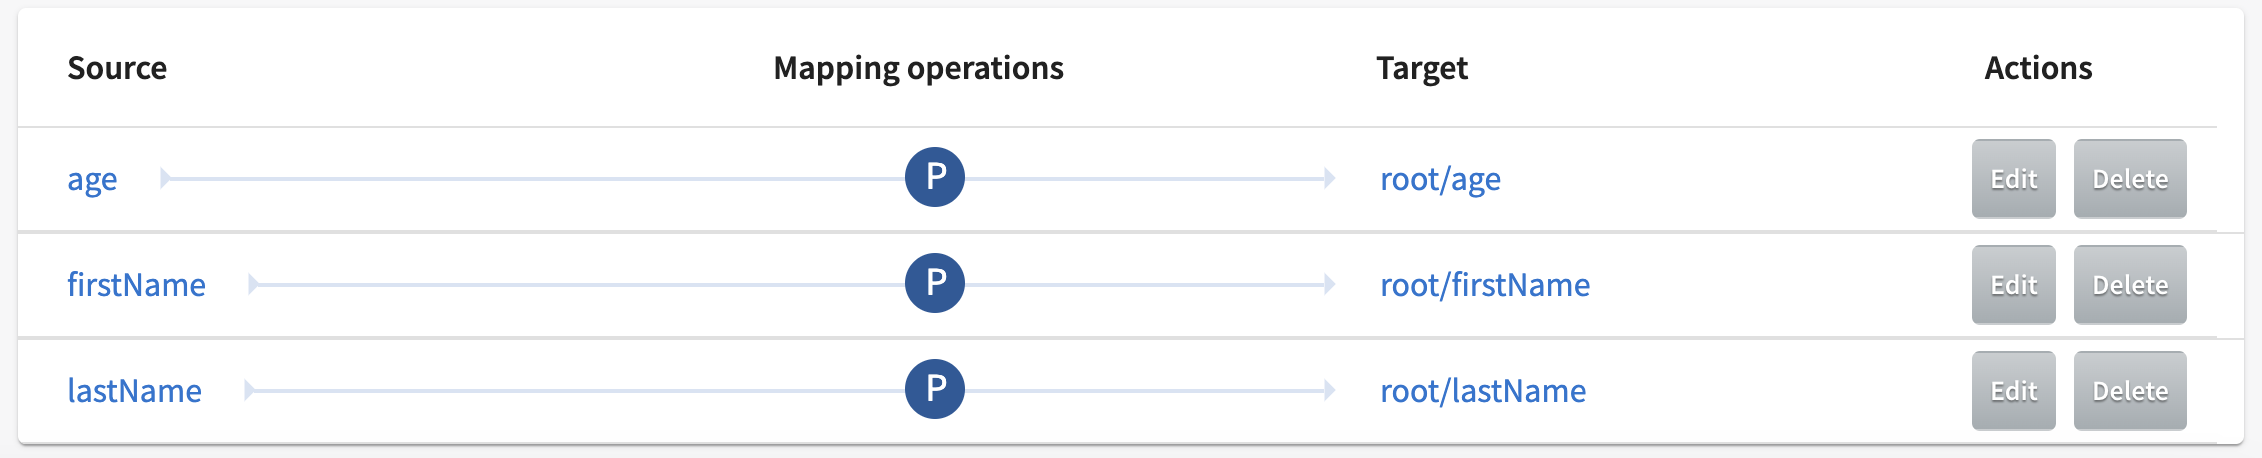 Source Mapping operations Target Actions
age P root/age Edit Delete
firstName P root/firstName Edit Delete
lastName P root/lastName Edit Delete